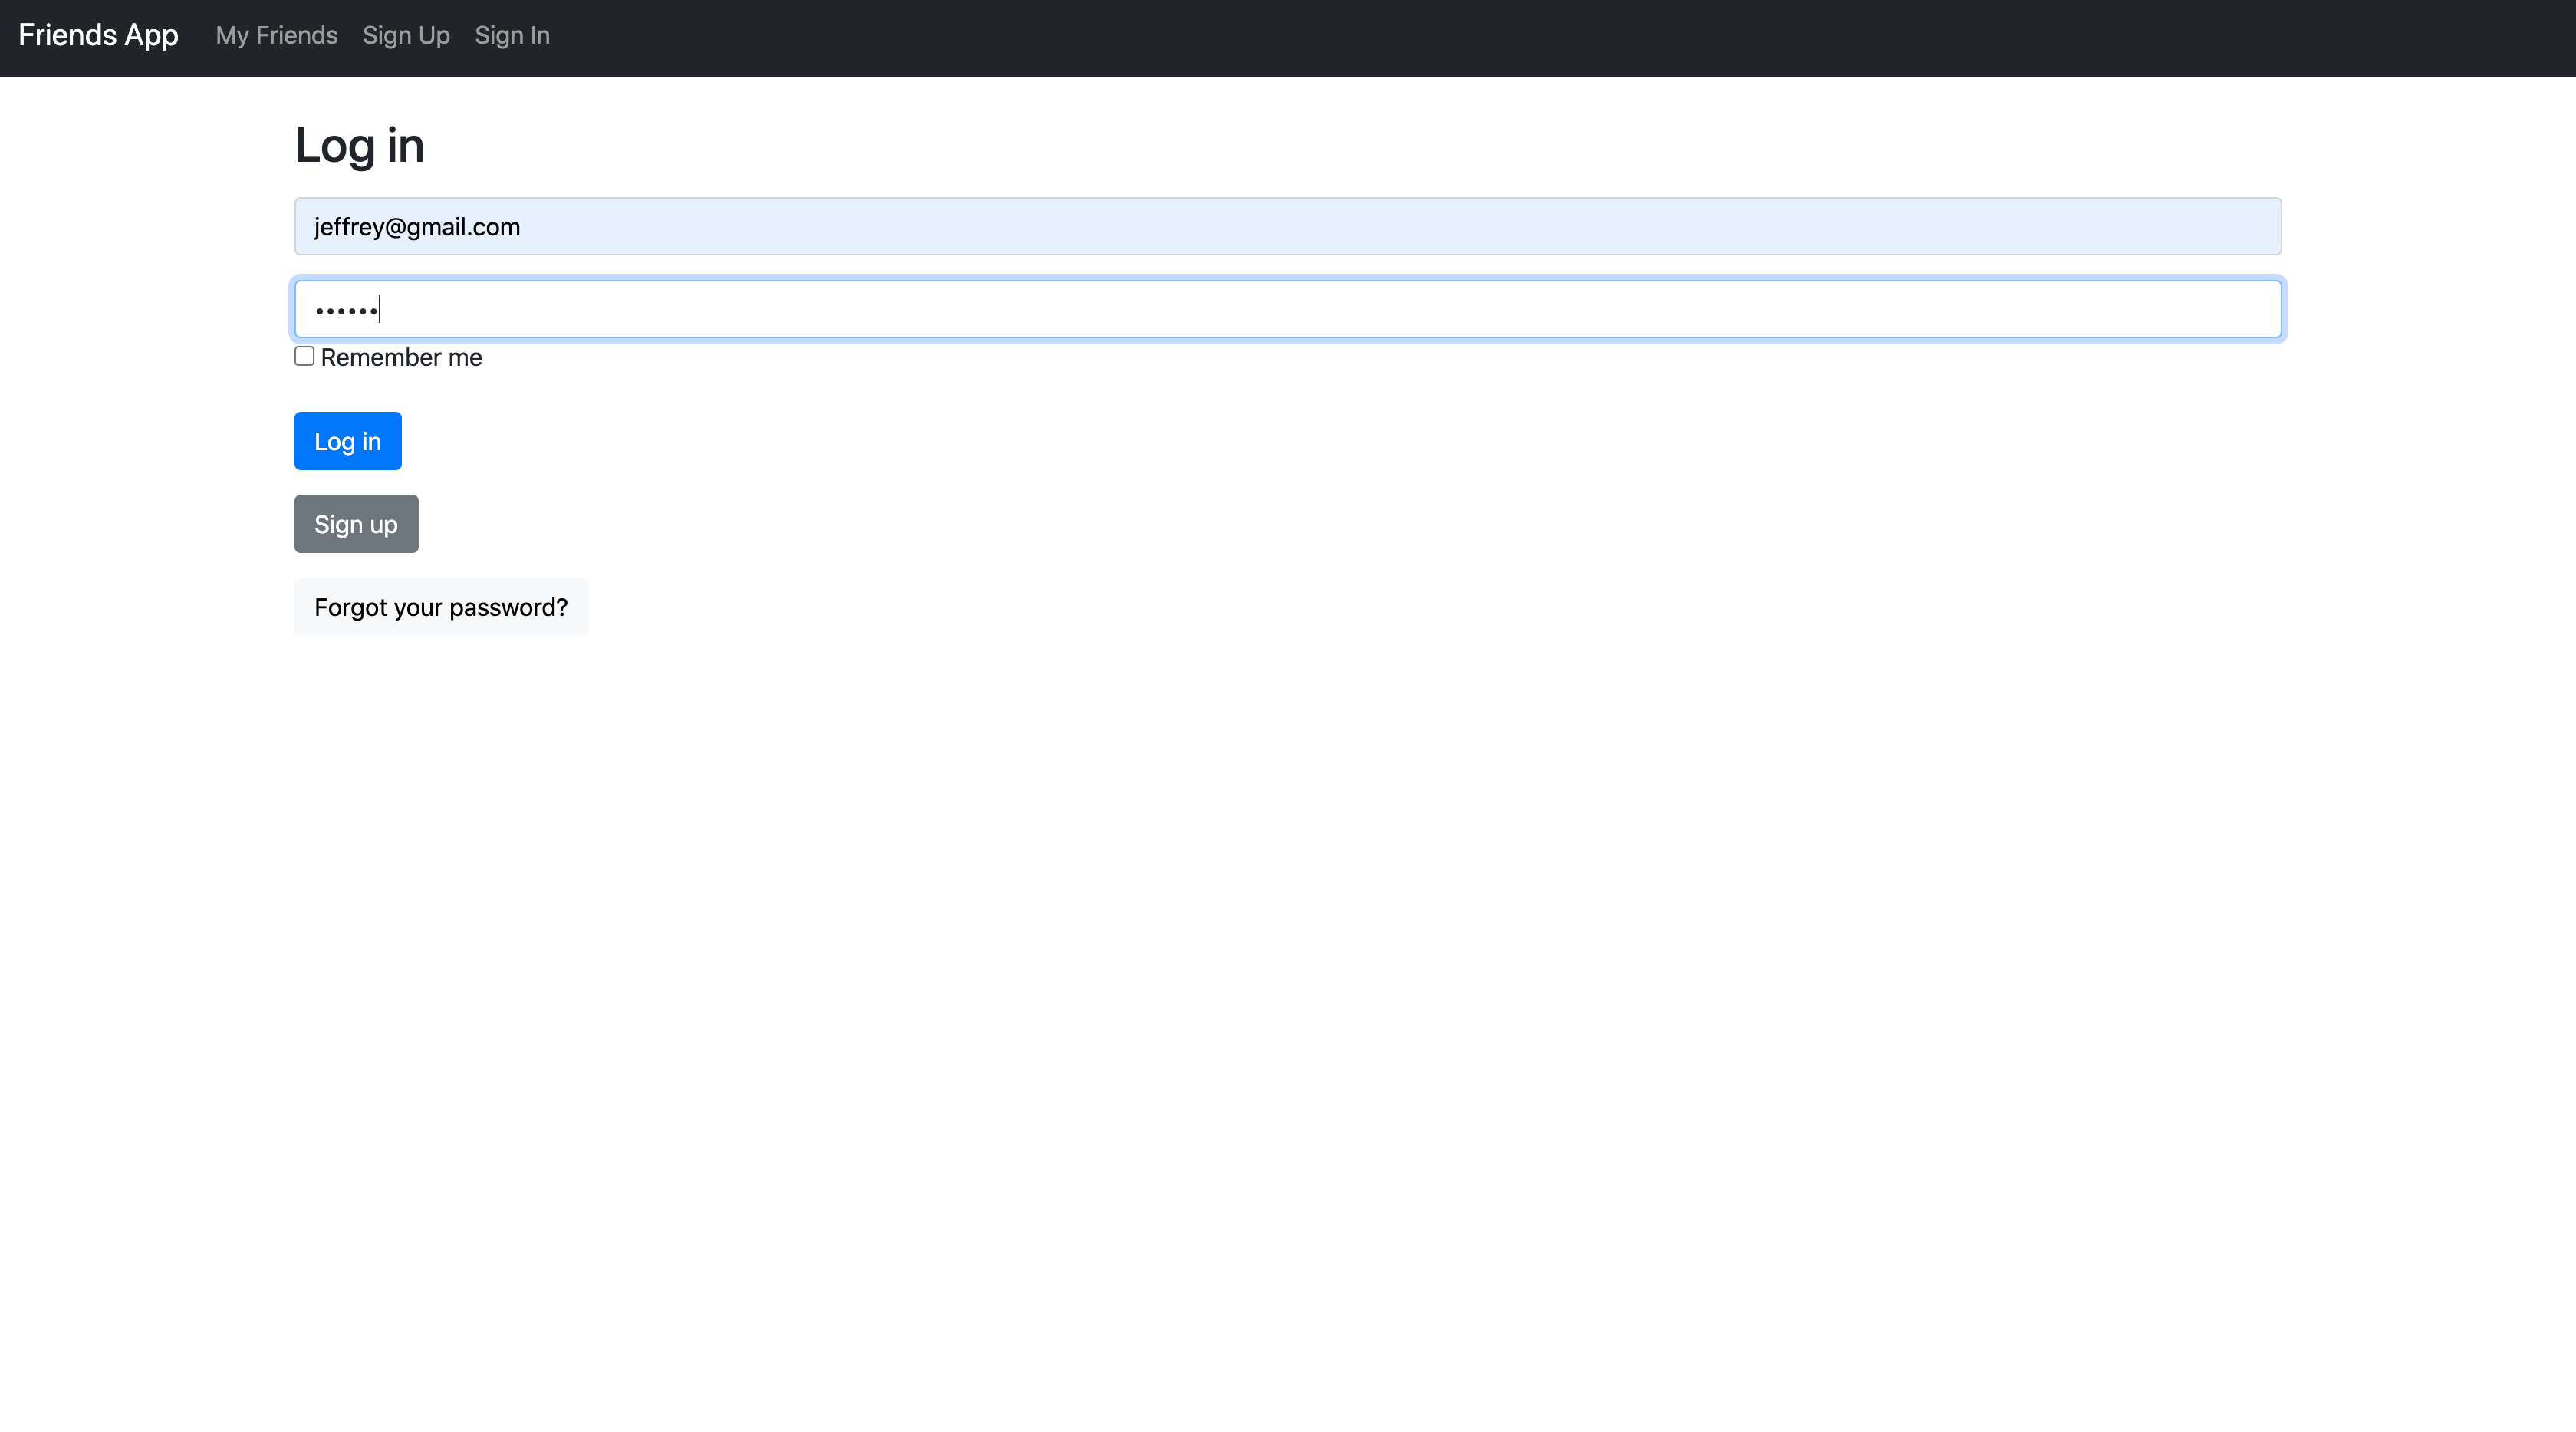 Friends App My Friends Sign Up Sign In
Log in
jeffrey@gmail.com
••••••
Remember me
Log in
Sign up
Forgot your password?